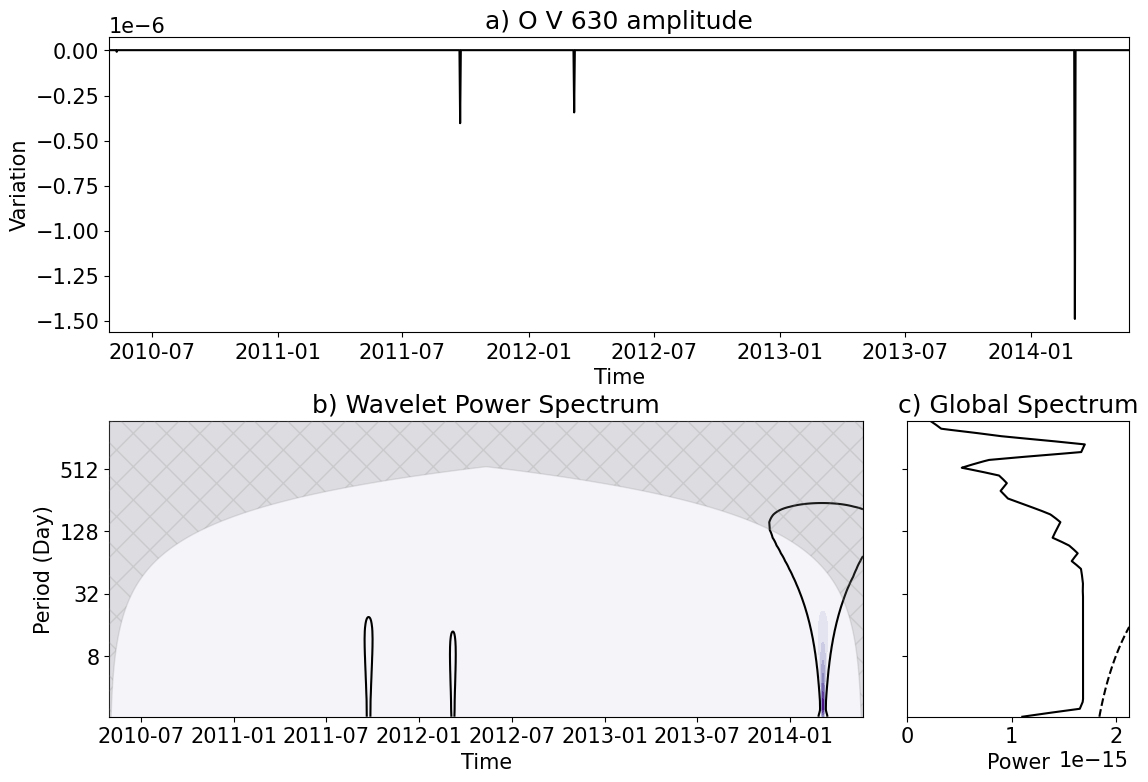 a) O V 630 amplitude
1e−6
0.00
−0.25
−0.50
−0.75
−1.00
−1.25
−1.50
Variation
2010-07 2011-01 2011-07 2012-01 2012-07 2013-01 2013-07 2014-01
Time
b) Wavelet Power Spectrum
512
128
32
8
Period (Day)
2010-07 2011-01 2011-07 2012-01 2012-07 2013-01 2013-07 2014-01
Time
c) Global Spectrum
0 1 2
Power 1e−15